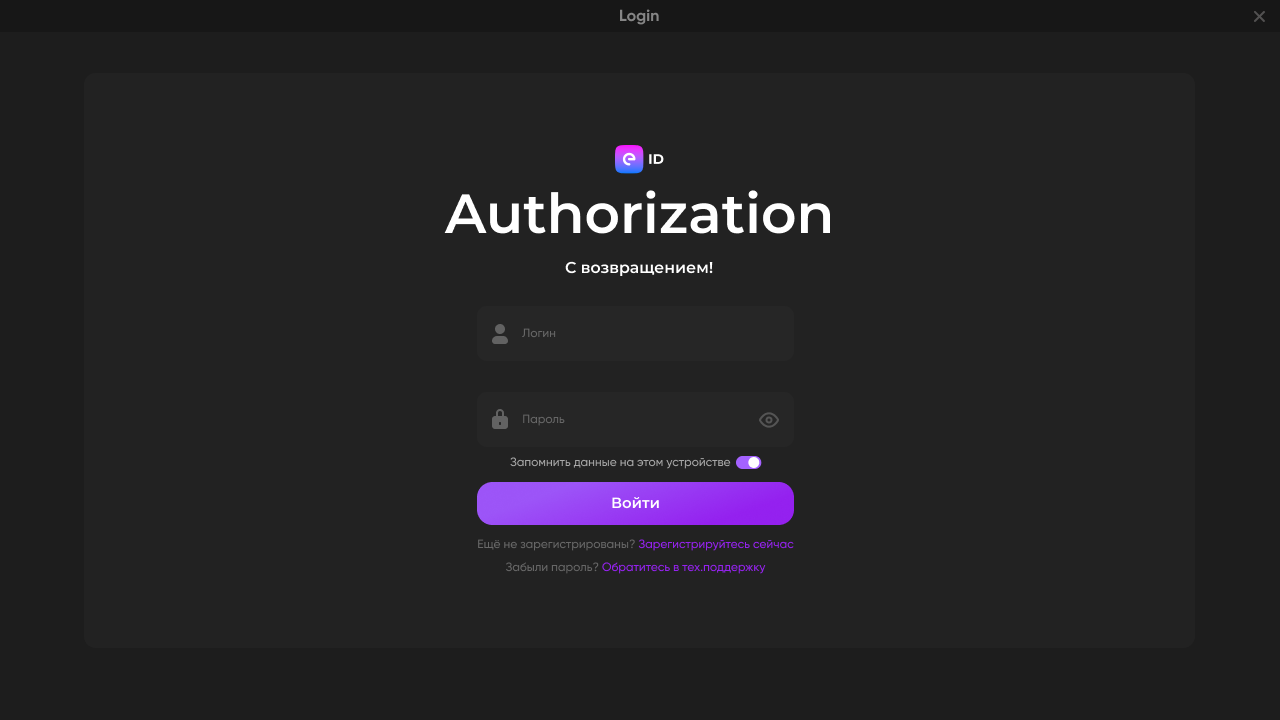 Login
e ID
Authorization
С возвращением!
Логин
Пароль
Запомнить данные на этом устройстве
Войти
Ещё не зарегистрированы? Зарегистрируйтесь сейчас
Забыли пароль? Обратитесь в тех.поддержку